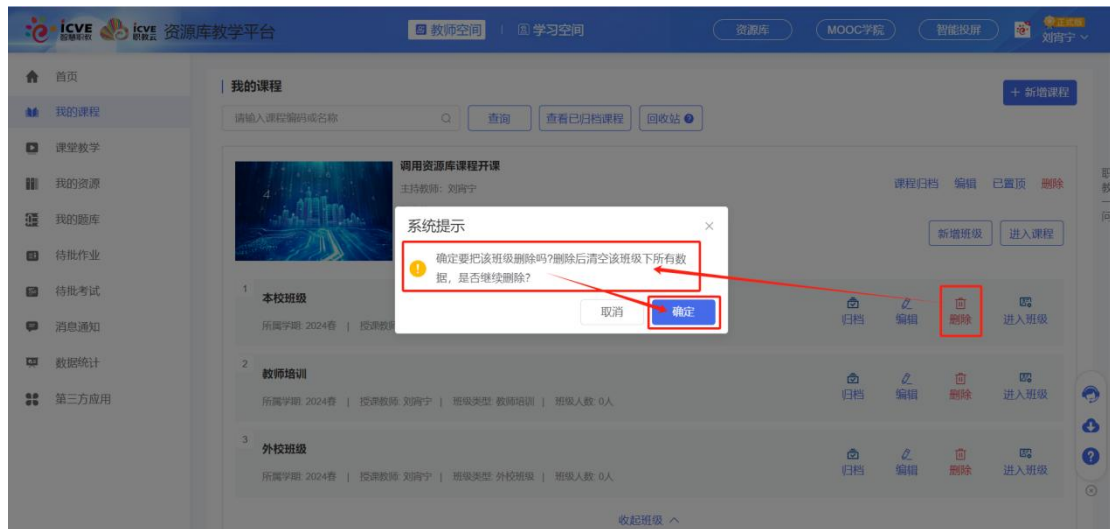 icve 智慧职教 icve 职教云 资源库教学平台 教师空间 学习空间 资源库 MOOC学院 智能投屏 正式版
刘宵宁
首页
我的课程
课堂教学
我的资源
我的题库
待批作业
待批考试
消息通知
数据统计
第三方应用
我的课程
+ 新增课程
请输入课程编码或名称 查询 查看已归档课程 回收站
调用资源库课程开课
主持教师：刘宵宁
课程归档 编辑 已置顶 删除
新增班级 进入课程
系统提示
确定要把该班级删除吗?删除后清空该班级下所有数
据，是否继续删除?
取消 确定
1 本校班级
所属学期: 2024春 | 授课教师
归档 编辑 删除 进入班级
2 教师培训
所属学期: 2024春 | 授课教师: 刘宵宁 | 班级类型: 教师培训 | 班级人数: 0人
归档 编辑 删除 进入班级
3 外校班级
所属学期: 2024春 | 授课教师: 刘宵宁 | 班级类型: 外校班级 | 班级人数: 0人
归档 编辑 删除 进入班级
收起班级
职
教
一
问